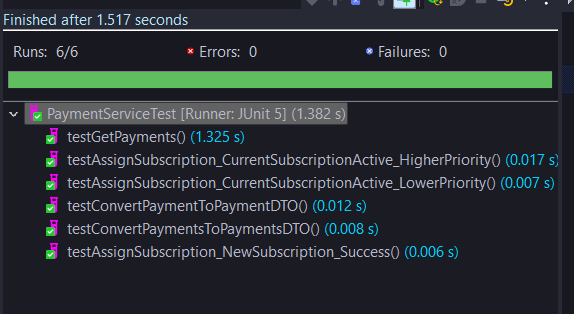 Finished after 1.517 seconds
Runs: 6/6 Errors: 0 Failures: 0
PaymentServiceTest [Runner: JUnit 5] (1.382 s)
testGetPayments() (1.325 s)
testAssignSubscription_CurrentSubscriptionActive_HigherPriority() (0.017 s)
testAssignSubscription_CurrentSubscriptionActive_LowerPriority() (0.007 s)
testConvertPaymentToPaymentDTO() (0.012 s)
testConvertPaymentsToPaymentsDTO() (0.008 s)
testAssignSubscription_NewSubscription_Success() (0.006 s)